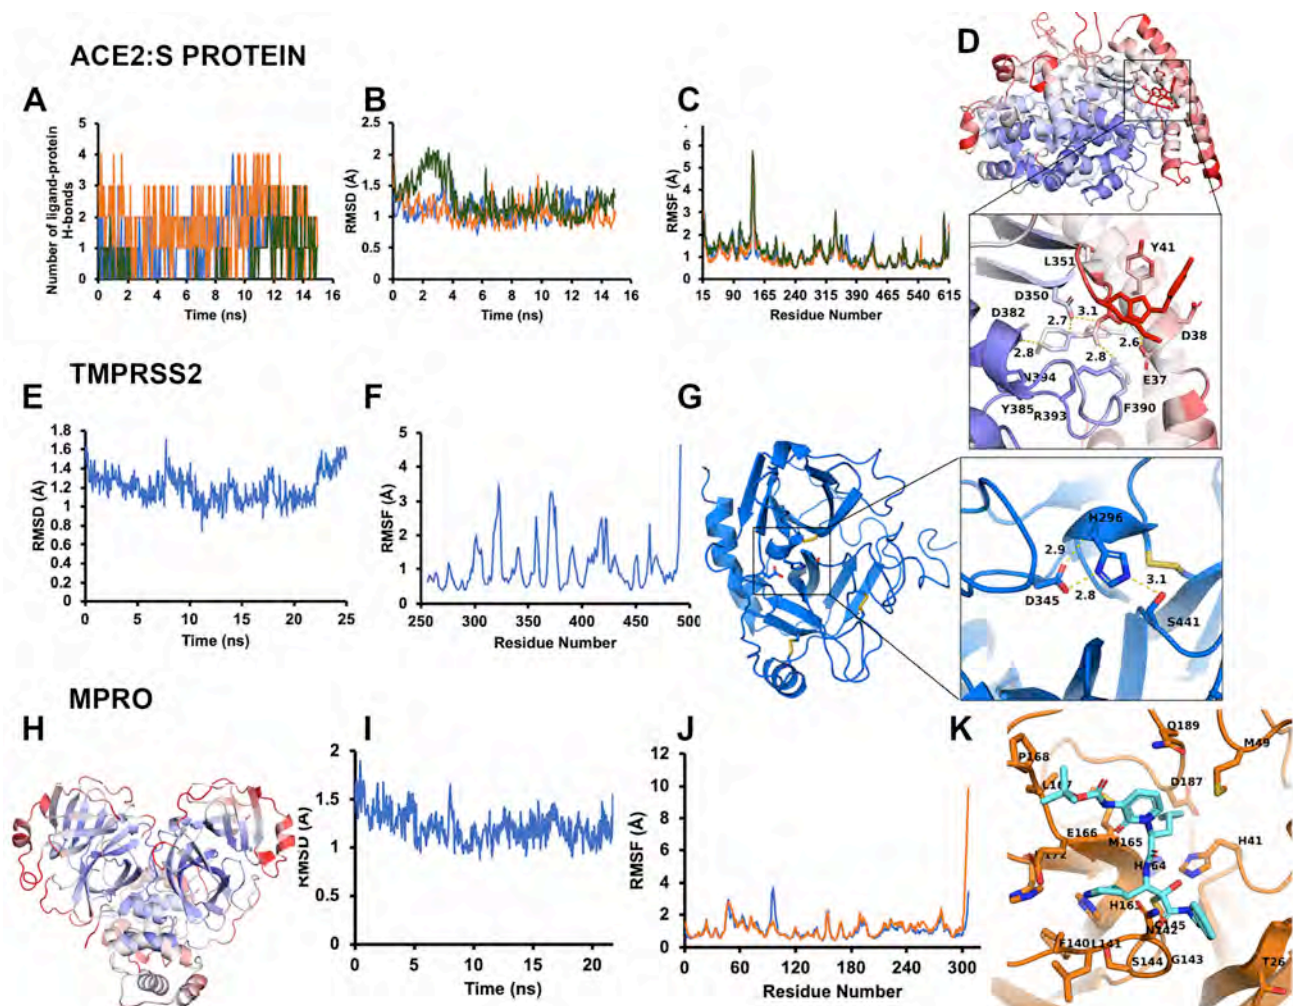 ACE2:S PROTEIN
A
Number of ligand-protein
H-bonds
5
4
3
2
1
0
0 2 4 6 8 10 12 14 16
Time (ns)
B
RMSD (Å)
2.5
2
1.5
1
0.5
0
0 2 4 6 8 10 12 14 16
Time (ns)
C
RMSF (Å)
5
4
3
2
1
0
15 90 165 240 315 390 465 540 615
Residue Number
D
Y41
L351
D350
3.1
D382
2.7
D38
2.6
2.8
2.8
N394
E37
Y385
F390
R393
TMPRSS2
E
RMSD (Å)
1.8
1.6
1.4
1.2
1
0.8
0.6
0.4
0.2
0
0 5 10 15 20 25
Time (ns)
F
RMSF (Å)
5
4
3
2
1
0
250 300 350 400 450 500
Residue Number
G
H296
2.9
3.1
D345
2.8
S441
MPRO
H
I
RMSD (Å)
2
1.5
1
0.5
0
0 5 10 15 20
Time (ns)
J
RMSF (Å)
12
10
8
6
4
2
0
0 60 120 180 240 300
Residue Number
K
Q189
M49
P168
D187
L167
E166
M165
H41
H164
H163
F140
L141
S144
G143
T26